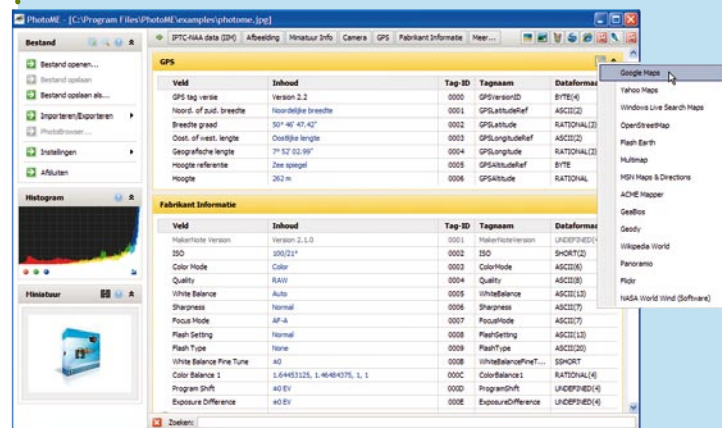 PhotoME - [C:\Program Files\PhotoME\examples\photome.jpg]
Bestand
Bestand openen...
Bestand opslaan
Bestand opslaan als...
Importeren/Exporteren
PhotoBrowser...
Instellingen
Afsluiten
Histogram
Miniatuur
IPTC-NAA data (IIM) Afbeelding Miniatuur Info Camera GPS Fabrikant Informatie Meer...
GPS
Veld Inhoud Tag-ID Tagnaam Dataformaat
GPS tag versie Version 2.2 0000 GPSVersionID BYTE(4)
Noord. of zuid. breedte Noordelijke breedte 0001 GPSLatitudeRef ASCII(2)
Breedte graad 50° 46' 47.42" 0002 GPSLatitude RATIONAL(3)
Oost. of west. lengte Oostlijke lengte 0003 GPSLongitudeRef ASCII(2)
Geografische lengte 7° 52' 02.99" 0004 GPSLongitude RATIONAL(3)
Hoogte referentie Zee spiegel 0005 GPSAltitudeRef BYTE
Hoogte 262 m 0006 GPSAltitude RATIONAL
Fabrikant Informatie
Veld Inhoud Tag-ID Tagnaam Dataformaa
MakerNote Version Version 2.1.0 0001 MakerNoteVersion UNDEFINED(4
ISO 100/21° 0002 ISO SHORT(2)
Color Mode Color 0003 ColorMode ASCII(6)
Quality RAW 0004 Quality ASCII(8)
White Balance Auto 0005 WhiteBalance ASCII(13)
Sharpness Normal 0006 Sharpness ASCII(7)
Focus Mode AF-A 0007 FocusMode ASCII(7)
Flash Setting Normal 0008 FlashSetting ASCII(13)
Flash Type None 0009 FlashType ASCII(20)
White Balance Fine Tune ±0 000B WhiteBalanceFineT... SSHORT
Color Balance 1 1.64453125, 1.46484375, 1, 1 000C ColorBalance1 RATIONAL(4)
Program Shift ±0 EV 000D ProgramShift UNDEFINED(4)
Exposure Difference ±0 EV 000E ExposureDifference UNDEFINED(4)
Zoeken:
Google Maps
Yahoo Maps
Windows Live Search Maps
OpenStreetMap
Flash Earth
Multimap
MSN Maps & Directions
ACME Mapper
GeaBios
Geody
Wikipedia World
Panoramio
Flickr
NASA World Wind (Software)